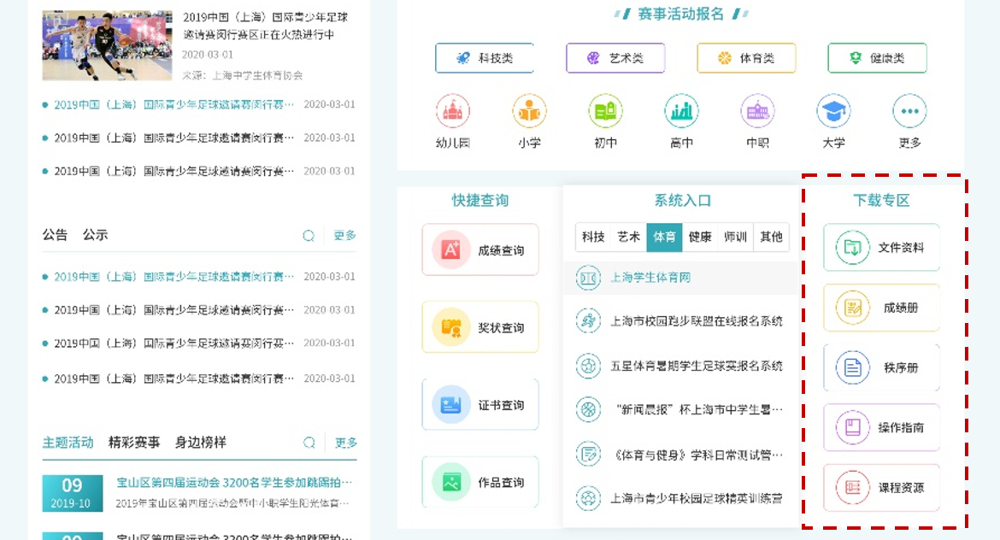 2019中国（上海）国际青少年足球
邀请赛闵行赛区正在火热进行中
2020-03-01
来源：上海中学生体育协会
2019中国（上海）国际青少年足球邀请赛闵行赛… 2020-03-01
2019中国（上海）国际青少年足球邀请赛闵行赛… 2020-03-01
2019中国（上海）国际青少年足球邀请赛闵行赛… 2020-03-01
公告 公示 更多
2019中国（上海）国际青少年足球邀请赛闵行赛… 2020-03-01
2019中国（上海）国际青少年足球邀请赛闵行赛… 2020-03-01
2019中国（上海）国际青少年足球邀请赛闵行赛… 2020-03-01
2019中国（上海）国际青少年足球邀请赛闵行赛… 2020-03-01
主题活动 精彩赛事 身边榜样 更多
09
2019-10
宝山区第四届运动会 3200名学生参加跳踢拍…
2019年宝山区第四届运动会暨中小职学生阳光体育…
赛事活动报名
科技类 艺术类 体育类 健康类
幼儿园 小学 初中 高中 中职 大学 更多
快捷查询
A+ 成绩查询
奖状查询
证书查询
作品查询
系统入口
科技 艺术 体育 健康 师训 其他
上海学生体育网
上海市校园跑步联盟在线报名系统
五星体育暑期学生足球赛报名系统
“新闻晨报”杯上海市中学生暑…
《体育与健身》学科日常测试管…
上海市青少年校园足球精英训练营
下载专区
文件资料
成绩册
秩序册
操作指南
课程资源